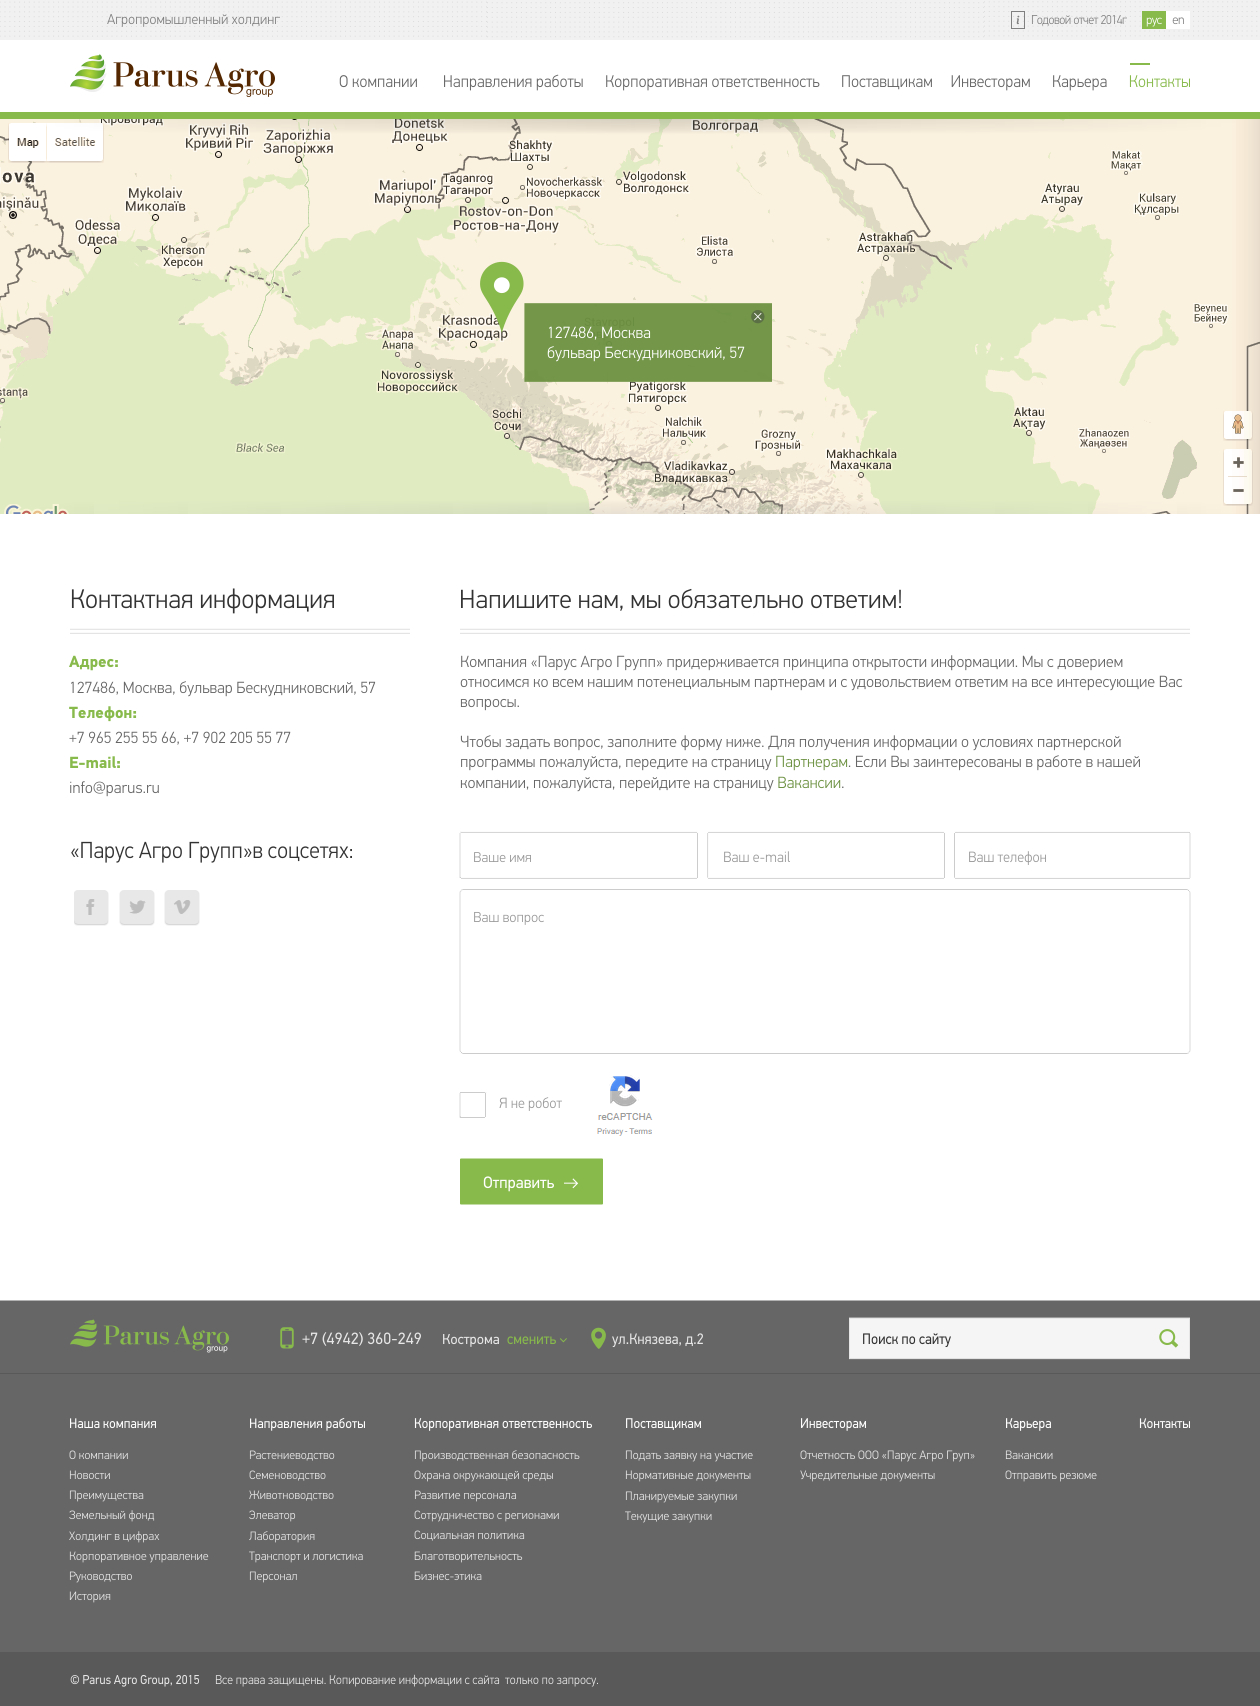 Агропромышленный холдинг
Годовой отчет 2014г
рус en
Parus Agro
group
О компании
Направления работы
Корпоративная ответственность
Поставщикам
Инвесторам
Карьера
Контакты
Map Satellite
Кіровоград
Kryvyi Rih
Кривий Ріг
Zaporizhia
Запоріжжя
Donetsk
Донецьк
Волгоград
Shakhty
Шахты
Makat
Мақат
ova
Mykolaiv
Миколаїв
Mariupol'
Маріуполь
Taganrog
Таганрог
Novocherkassk
Новочеркасск
Volgodonsk
Волгодонск
Atyrau
Атырау
Kulsary
Құлсары
ișinău
Rostov-on-Don
Ростов-на-Дону
Odessa
Одеса
Kherson
Херсон
Elista
Элиста
Astrakhan
Астрахань
Beyneu
Бейнеу
Krasnoda
Краснодар
Anapa
Анапа
127486, Москва
бульвар Бескудниковский, 57
Novorossiysk
Новороссийск
Pyatigorsk
Пятигорск
stanța
Sochi
Сочи
Nalchik
Нальчик
Grozny
Грозный
Aktau
Ақтау
Zhanaozen
Жаңаөзен
Black Sea
Vladikavkaz
Владикавказ
Makhachkala
Махачкала
Google
Контактная информация
Адрес:
127486, Москва, бульвар Бескудниковский, 57
Телефон:
+7 965 255 55 66, +7 902 205 55 77
E-mail:
info@parus.ru
«Парус Агро Групп»в соцсетях:
Напишите нам, мы обязательно ответим!
Компания «Парус Агро Групп» придерживается принципа открытости информации. Мы с доверием
относимся ко всем нашим потенециальным партнерам и с удовольствием ответим на все интересующие Вас
вопросы.
Чтобы задать вопрос, заполните форму ниже. Для получения информации о условиях партнерской
программы пожалуйста, передите на страницу Партнерам. Если Вы заинтересованы в работе в нашей
компании, пожалуйста, перейдите на страницу Вакансии.
Ваше имя
Ваш e-mail
Ваш телефон
Ваш вопрос
Я не робот
reCAPTCHA
Privacy - Terms
Отправить
Parus Agro
group
+7 (4942) 360-249
Кострома сменить
ул.Князева, д.2
Поиск по сайту
Наша компания
О компании
Новости
Преимущества
Земельный фонд
Холдинг в цифрах
Корпоративное управление
Руководство
История
Направления работы
Растениеводство
Семеноводство
Животноводство
Элеватор
Лаборатория
Транспорт и логистика
Персонал
Корпоративная ответственность
Производственная безопасность
Охрана окружающей среды
Развитие персонала
Сотрудничество с регионами
Социальная политика
Благотворительность
Бизнес-этика
Поставщикам
Подать заявку на участие
Нормативные документы
Планируемые закупки
Текущие закупки
Инвесторам
Отчетность ООО «Парус Агро Груп»
Учредительные документы
Карьера
Вакансии
Отправить резюме
Контакты
© Parus Agro Group, 2015
Все права защищены. Копирование информации с сайта только по запросу.